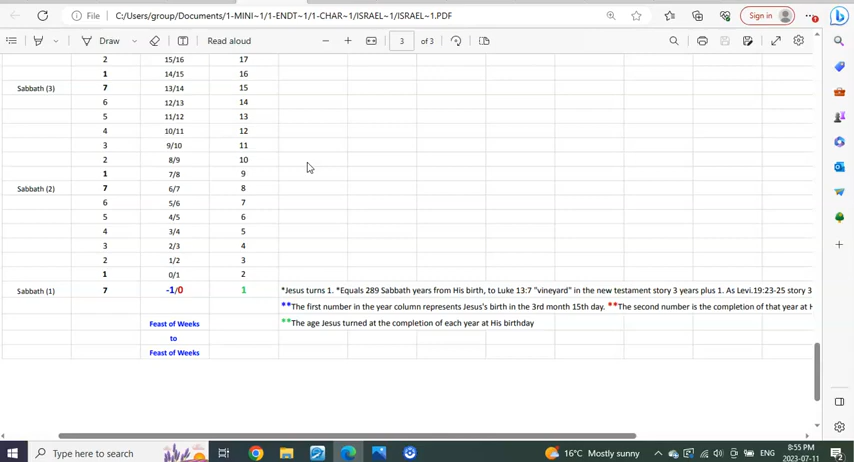 File | C:/Users/group/Documents/1-MINI~1/1-ENDT~1/1-CHAR~1/ISRAEL~1/ISRAEL~1.PDF Sign in
Draw Read aloud 3 of 3
2 15/16 17
1 14/15 16
Sabbath (3) 7 13/14 15
6 12/13 14
5 11/12 13
4 10/11 12
3 9/10 11
2 8/9 10
1 7/8 9
Sabbath (2) 7 6/7 8
6 5/6 7
5 4/5 6
4 3/4 5
3 2/3 4
2 1/2 3
1 0/1 2
Sabbath (1) 7 -1/0 1 *Jesus turns 1. *Equals 289 Sabbath years from His birth, to Luke 13:7 "vineyard" in the new testament story 3 years plus 1. As Levi.19:23-25 story 3
**The first number in the year column represents Jesus's birth in the 3rd month 15th day. **The second number is the completion of that year at H
Feast of Weeks **The age Jesus turned at the completion of each year at His birthday
to
Feast of Weeks
Type here to search 16°C Mostly sunny ENG 8:55 PM
2023-07-11 2